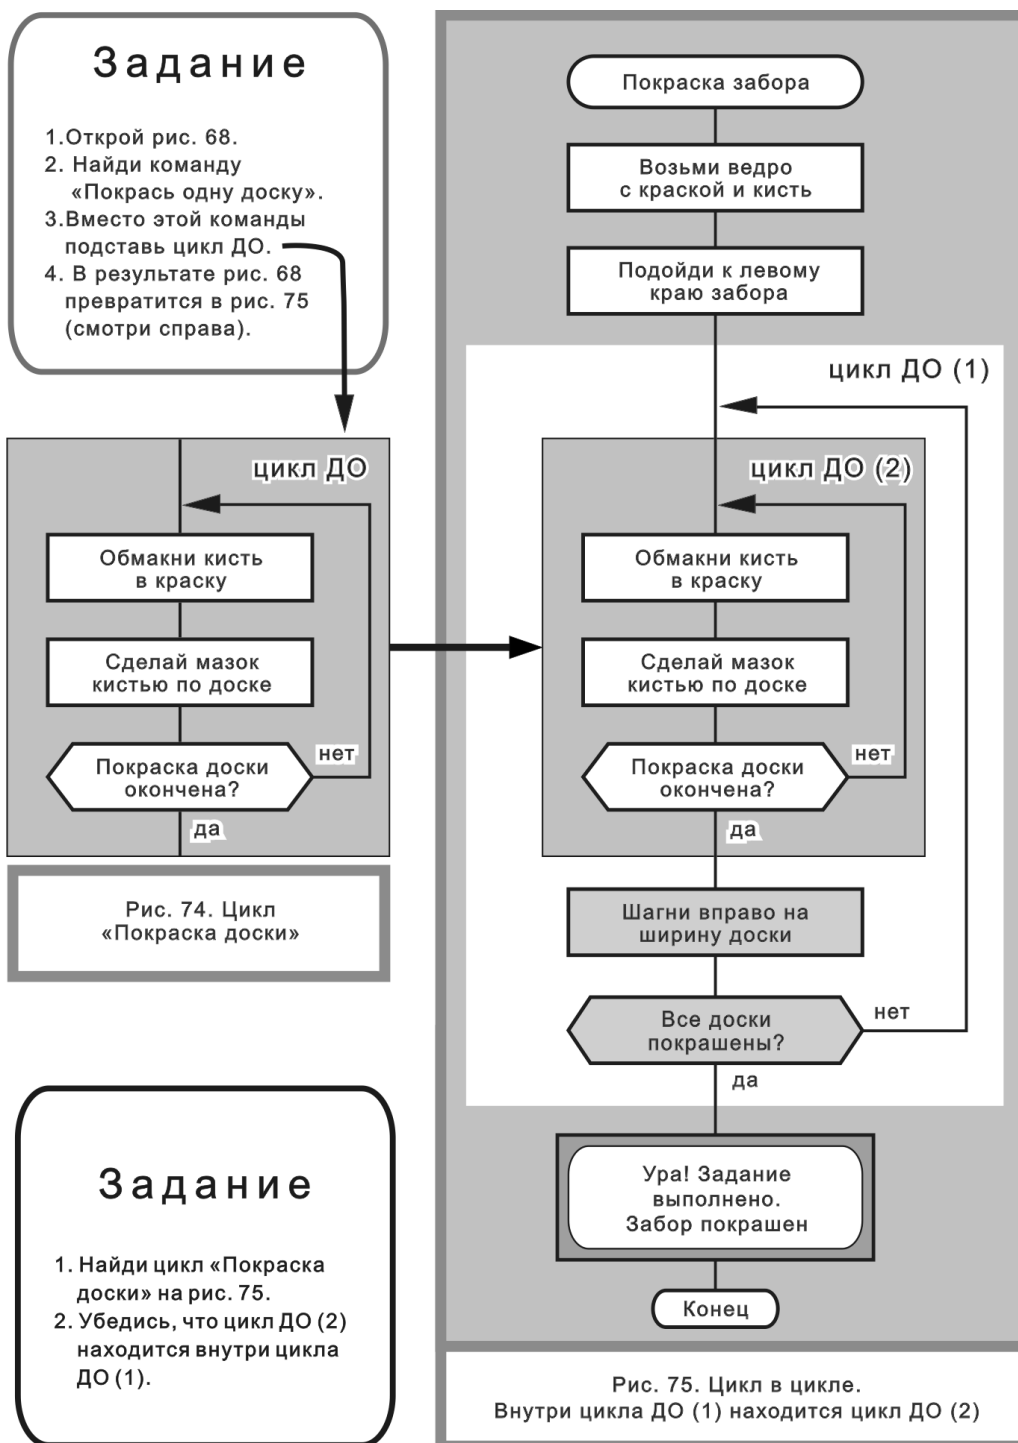 Задание
1.Открой рис. 68.
2. Найди команду
«Покрась одну доску».
3.Вместо этой команды
подставь цикл ДО.
4. В результате рис. 68
превратится в рис. 75
(смотри справа).
цикл ДО
Обмакни кисть
в краску
Сделай мазок
кистью по доске
Покраска доски
окончена?
нет
да
Рис. 74. Цикл
«Покраска доски»
Задание
1. Найди цикл «Покраска
доски» на рис. 75.
2. Убедись, что цикл ДО (2)
находится внутри цикла
ДО (1).
Покраска забора
Возьми ведро
с краской и кисть
Подойди к левому
краю забора
цикл ДО (1)
цикл ДО (2)
Обмакни кисть
в краску
Сделай мазок
кистью по доске
Покраска доски
окончена?
нет
да
Шагни вправо на
ширину доски
Все доски
покрашены?
нет
да
Ура! Задание
выполнено.
Забор покрашен
Конец
Рис. 75. Цикл в цикле.
Внутри цикла ДО (1) находится цикл ДО (2)